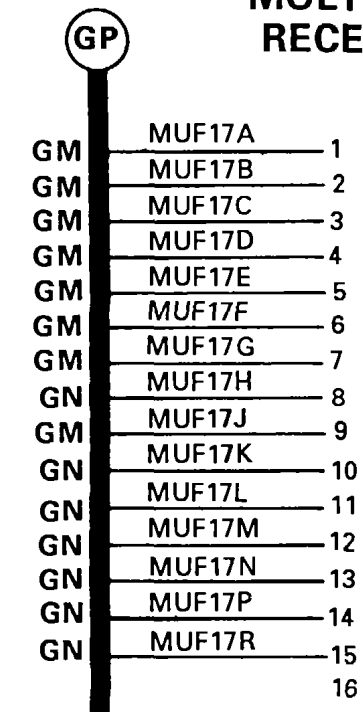 GP
RECE
GM MUF17A 1
GM MUF17B 2
GM MUF17C 3
GM MUF17D 4
GM MUF17E 5
GM MUF17F 6
GM MUF17G 7
GN MUF17H 8
GM MUF17J 9
GN MUF17K 10
GN MUF17L 11
GN MUF17M 12
GN MUF17N 13
GN MUF17P 14
GN MUF17R 15
16